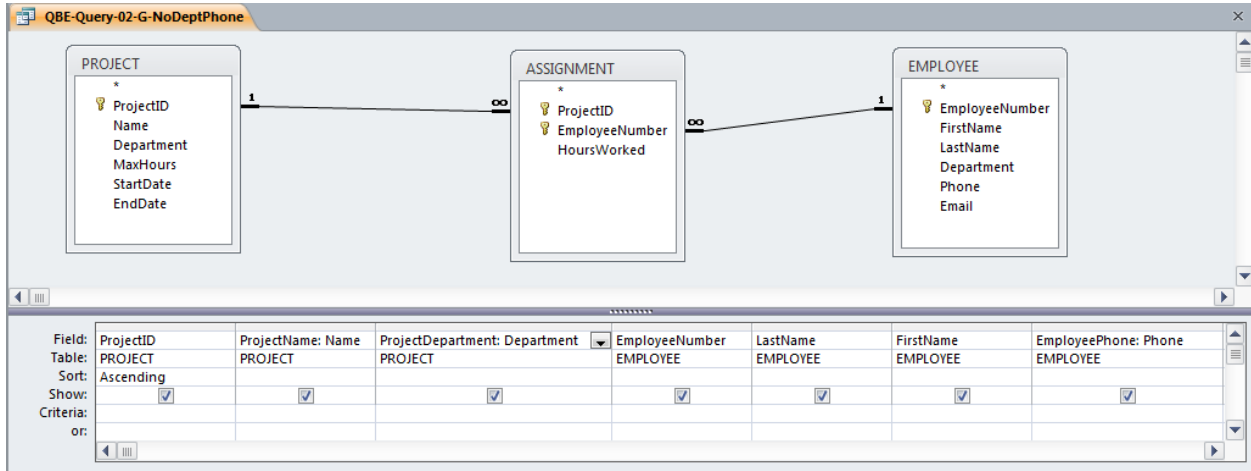 QBE-Query-02-G-NoDeptPhone
PROJECT
*
ProjectID
Name
Department
MaxHours
StartDate
EndDate
1
∞
ASSIGNMENT
*
ProjectID
EmployeeNumber
HoursWorked
∞
1
EMPLOYEE
*
EmployeeNumber
FirstName
LastName
Department
Phone
Email
Field: ProjectID ProjectName: Name ProjectDepartment: Department EmployeeNumber LastName FirstName EmployeePhone: Phone
Table: PROJECT PROJECT PROJECT EMPLOYEE EMPLOYEE EMPLOYEE EMPLOYEE
Sort: Ascending
Show:
Criteria:
or: